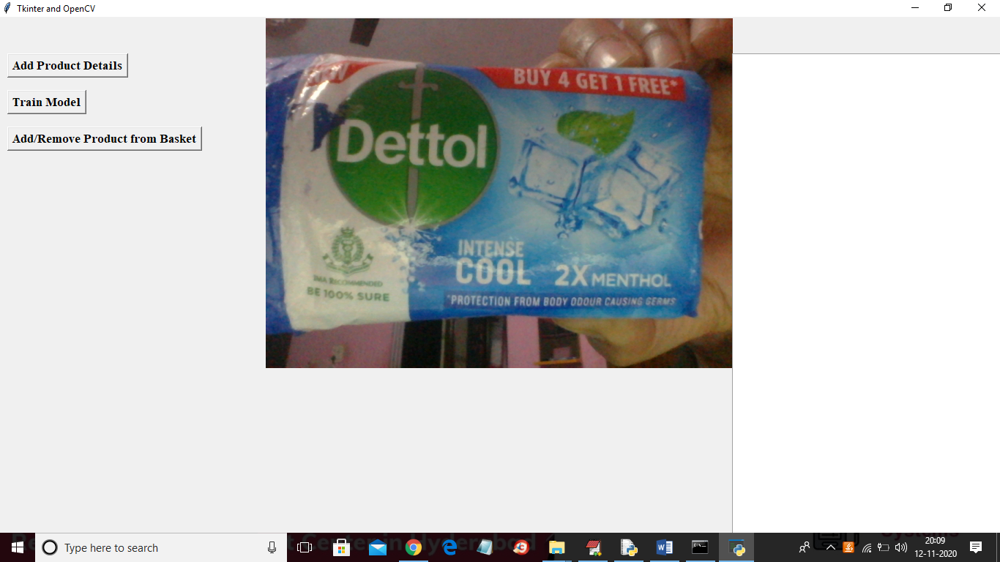 Tkinter and OpenCV
Add Product Details
Train Model
Add/Remove Product from Basket
NEW
BUY 4 GET 1 FREE*
Dettol
INTENSE
COOL
2X MENTHOL
IMA RECOMMENDED
BE 100% SURE
*PROTECTION FROM BODY ODOUR CAUSING GERMS
Type here to search
20:09
12-11-2020